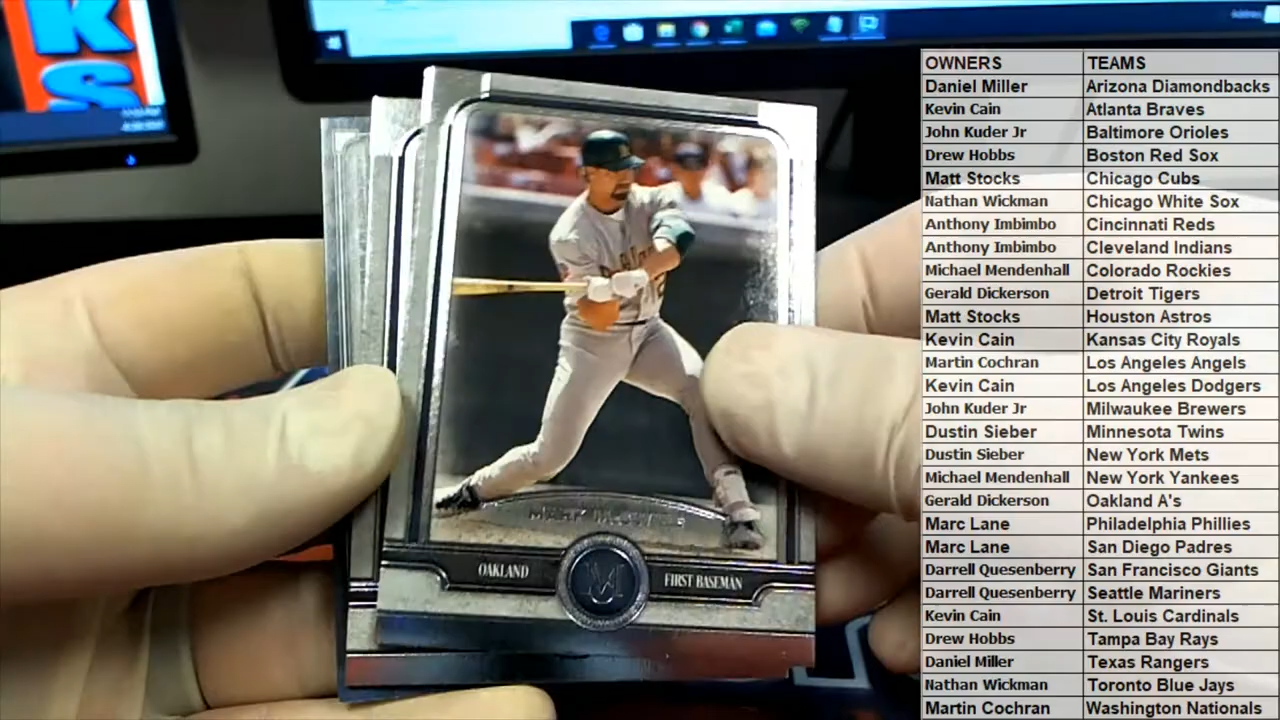 KS
OWNERS TEAMS
Daniel Miller Arizona Diamondbacks
Kevin Cain Atlanta Braves
John Kuder Jr Baltimore Orioles
Drew Hobbs Boston Red Sox
Matt Stocks Chicago Cubs
Nathan Wickman Chicago White Sox
Anthony Imbimbo Cincinnati Reds
Anthony Imbimbo Cleveland Indians
Michael Mendenhall Colorado Rockies
Gerald Dickerson Detroit Tigers
Matt Stocks Houston Astros
Kevin Cain Kansas City Royals
Martin Cochran Los Angeles Angels
Kevin Cain Los Angeles Dodgers
John Kuder Jr Milwaukee Brewers
Dustin Sieber Minnesota Twins
Dustin Sieber New York Mets
Michael Mendenhall New York Yankees
Gerald Dickerson Oakland A's
Marc Lane Philadelphia Phillies
Marc Lane San Diego Padres
Darrell Quesenberry San Francisco Giants
Darrell Quesenberry Seattle Mariners
Kevin Cain St. Louis Cardinals
Drew Hobbs Tampa Bay Rays
Daniel Miller Texas Rangers
Nathan Wickman Toronto Blue Jays
Martin Cochran Washington Nationals
OAKLAND
FIRST BASEMAN